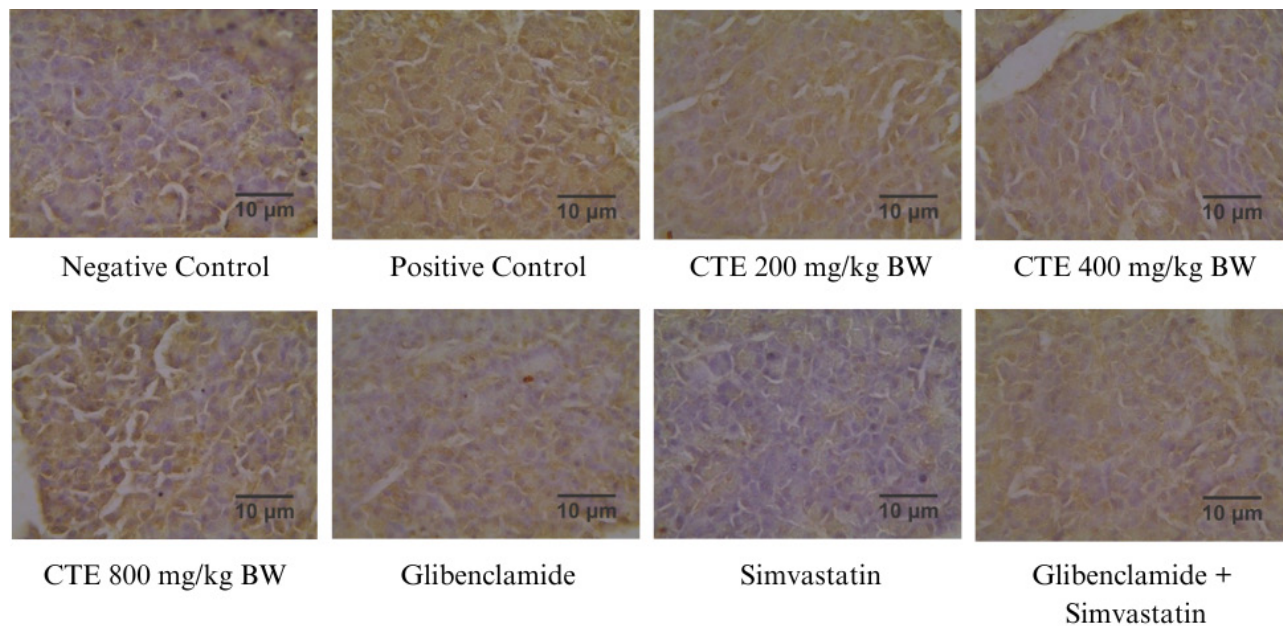 10 µm
10 µm
10 µm
10 µm
Negative Control
Positive Control
CTE 200 mg/kg BW
CTE 400 mg/kg BW
10 µm
10 µm
10 µm
10 µm
CTE 800 mg/kg BW
Glibenclamide
Simvastatin
Glibenclamide +
Simvastatin